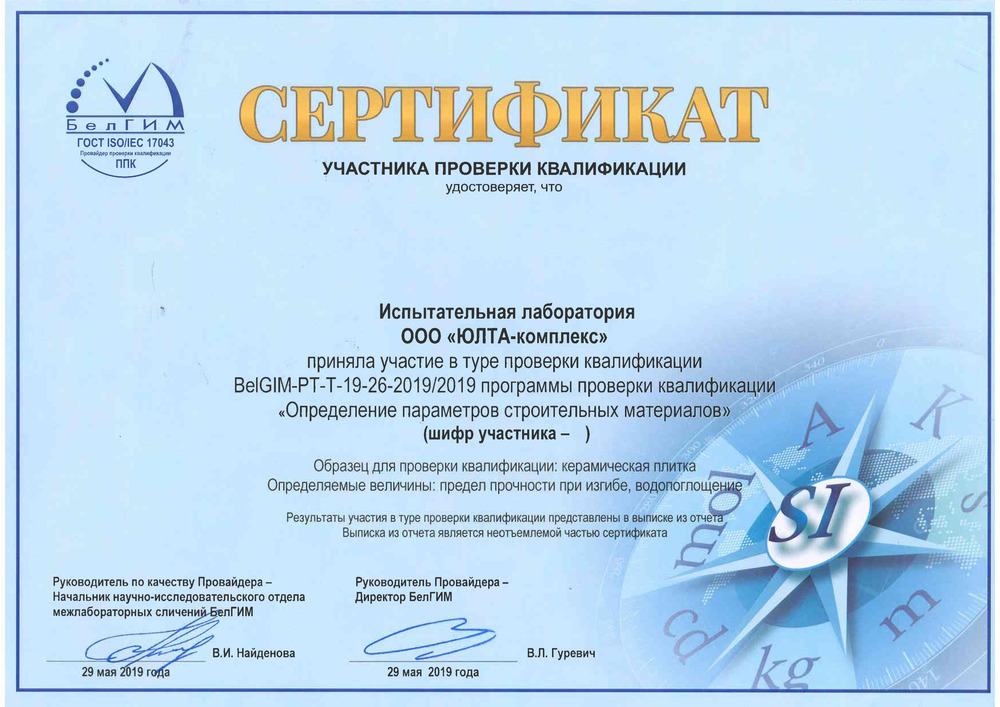 БелГИМ
ГОСТ ISO/IEC 17043
Провайдер проверки квалификации
ППК
СЕРТИФИКАТ
УЧАСТНИКА ПРОВЕРКИ КВАЛИФИКАЦИИ
удостоверяет, что
Испытательная лаборатория
ООО «ЮЛТА-комплекс»
приняла участие в туре проверки квалификации
BelGIM-PT-T-19-26-2019/2019 программы проверки квалификации
«Определение параметров строительных материалов»
(шифр участника – )
Образец для проверки квалификации: керамическая плитка
Определяемые величины: предел прочности при изгибе, водопоглощение
Результаты участия в туре проверки квалификации представлены в выписке из отчета
Выписка из отчета является неотъемлемой частью сертификата
SI
A
K
s
mol
cd
kg
m
340
300
140
Руководитель по качеству Провайдера –
Начальник научно-исследовательского отдела
межлабораторных сличений БелГИМ
В.И. Найденова
29 мая 2019 года
Руководитель Провайдера –
Директор БелГИМ
В.Л. Гуревич
29 мая 2019 года